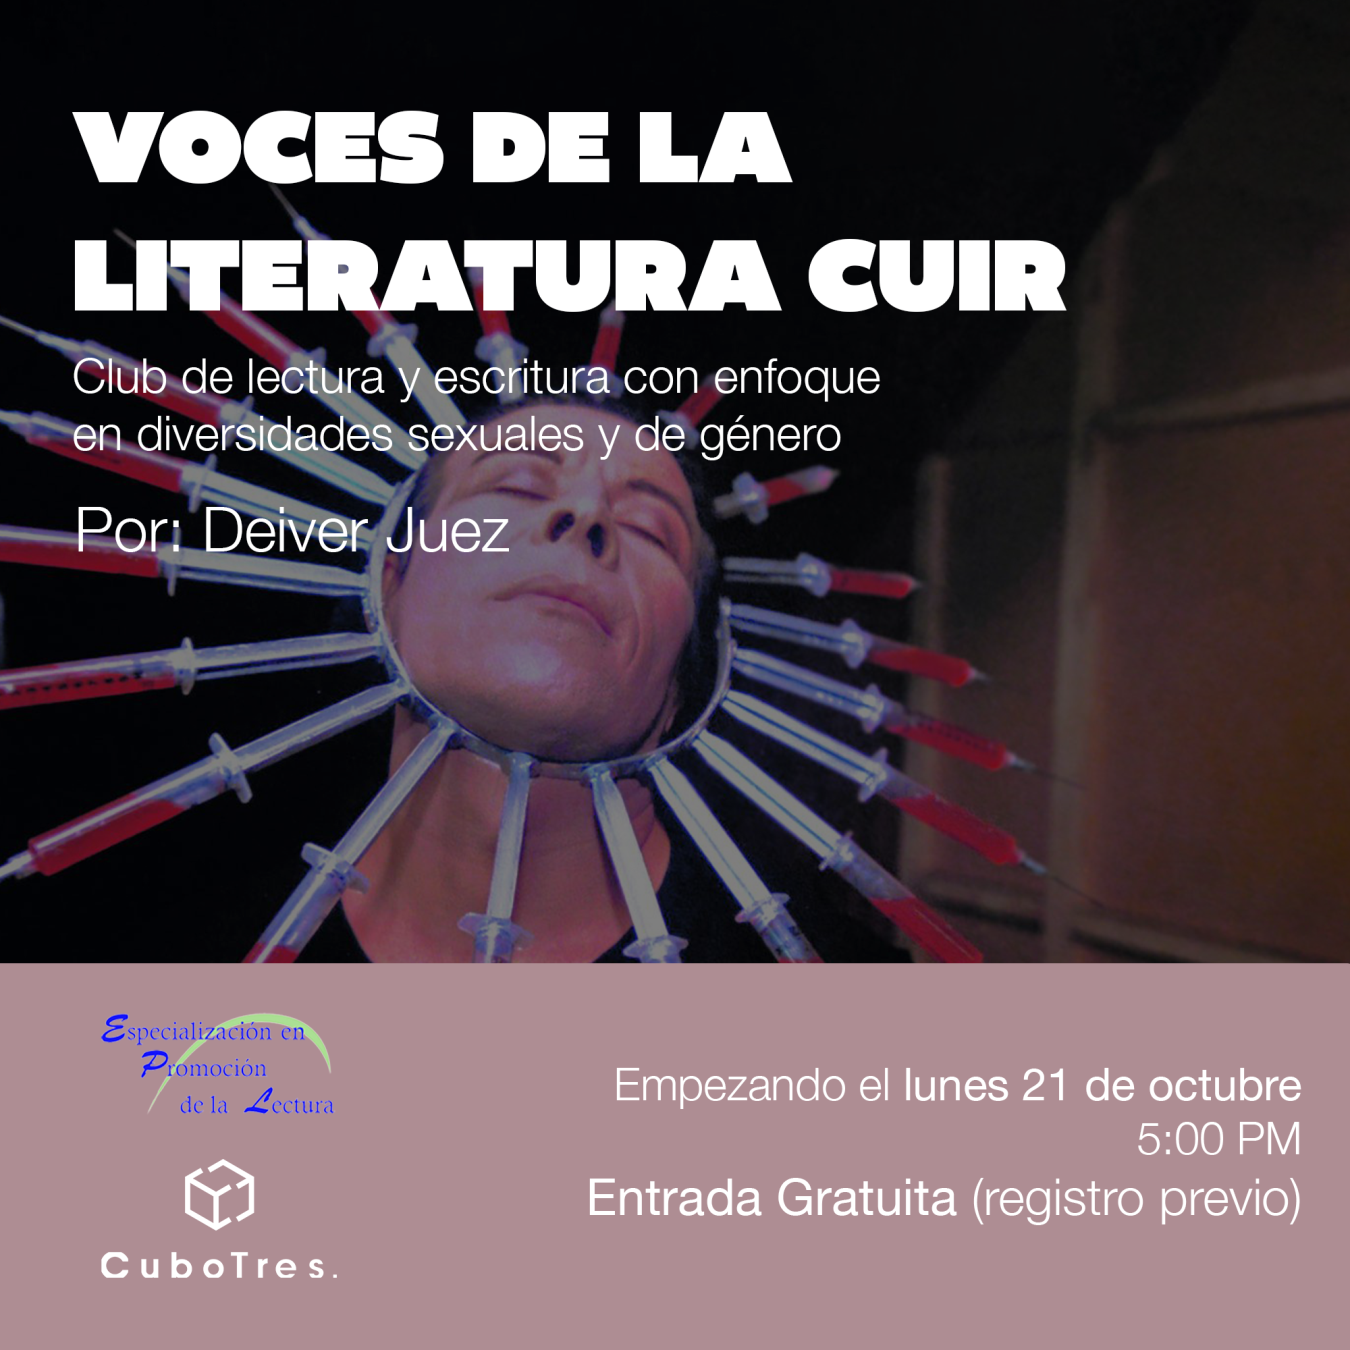 VOCES DE LA
LITERATURA CUIR
Club de lectura y escritura con enfoque
en diversidades sexuales y de género
Por: Deiver Juez
Especialización en
Promoción
de la Lectura
CuboTres.
Empezando el lunes 21 de octubre
5:00 PM
Entrada Gratuita (registro previo)